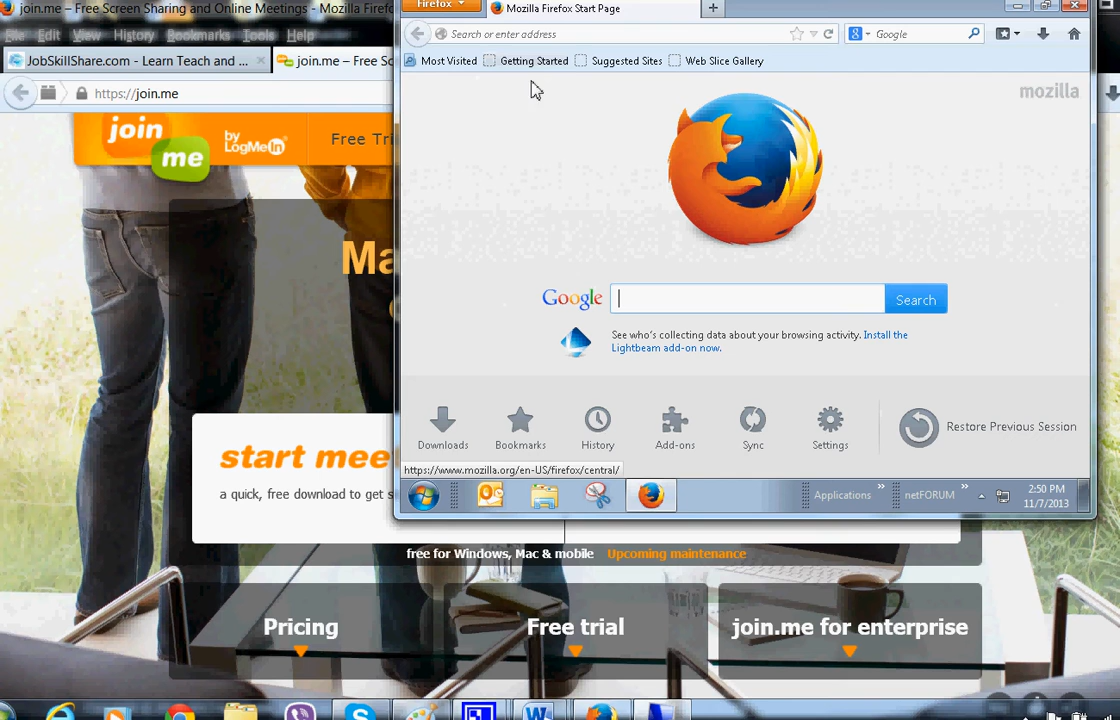 join.me – Free Screen Sharing and Online Meetings - Mozilla Firef
File Edit View History Bookmarks Tools Help
JobSkillShare.com - Learn Teach and ... ×
join.me – Free Sc
https://join.me
join me
by LogMeIn
Free Tri
Ma
start mee
a quick, free download to get s
free for Windows, Mac & mobile Upcoming maintenance
Pricing
Free trial
join.me for enterprise
Firefox
Mozilla Firefox Start Page
Search or enter address
Google
Most Visited Getting Started Suggested Sites Web Slice Gallery
mozilla
Google
Search
See who's collecting data about your browsing activity. Install the
Lightbeam add-on now.
Downloads
Bookmarks
History
Add-ons
Sync
Settings
Restore Previous Session
https://www.mozilla.org/en-US/firefox/central/
Applications
netFORUM
2:50 PM
11/7/2013